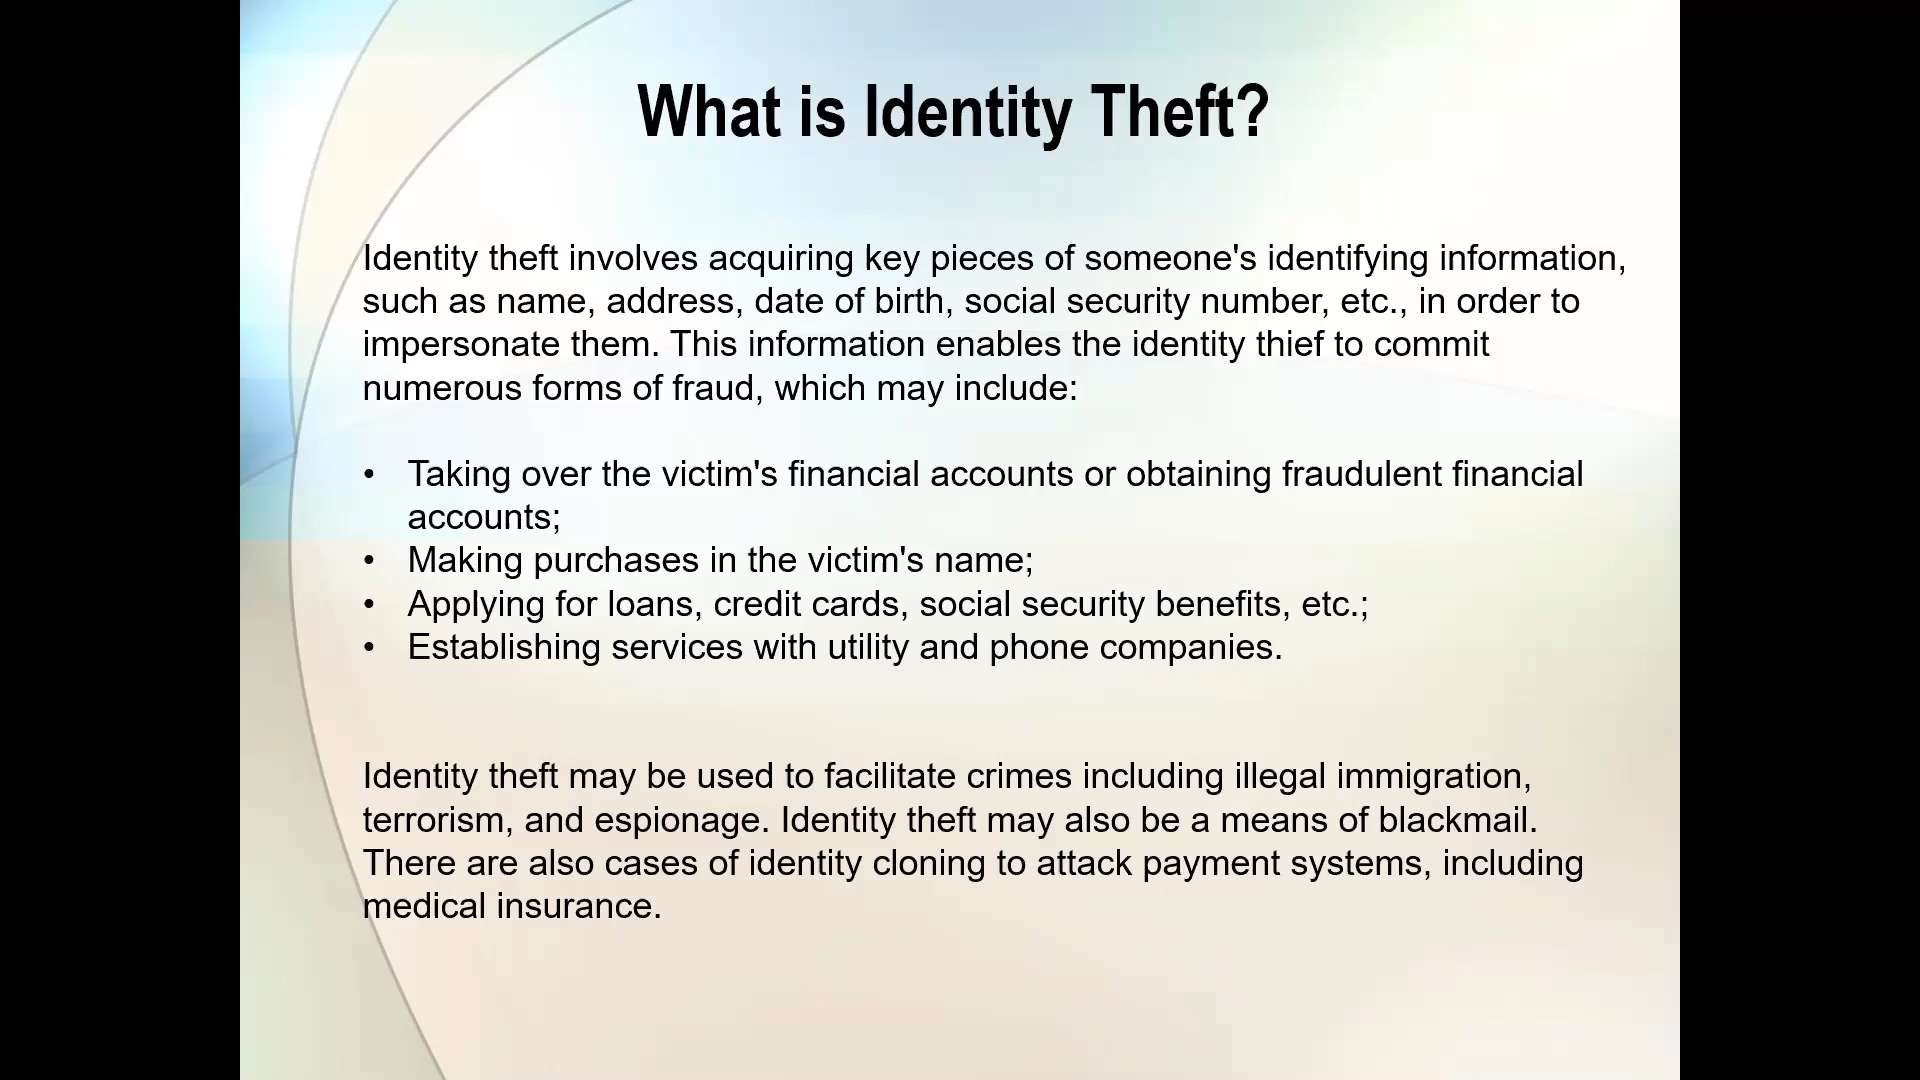 What is Identity Theft?
Identity theft involves acquiring key pieces of someone's identifying information,
such as name, address, date of birth, social security number, etc., in order to
impersonate them. This information enables the identity thief to commit
numerous forms of fraud, which may include:
• Taking over the victim's financial accounts or obtaining fraudulent financial
accounts;
• Making purchases in the victim's name;
• Applying for loans, credit cards, social security benefits, etc.;
• Establishing services with utility and phone companies.
Identity theft may be used to facilitate crimes including illegal immigration,
terrorism, and espionage. Identity theft may also be a means of blackmail.
There are also cases of identity cloning to attack payment systems, including
medical insurance.